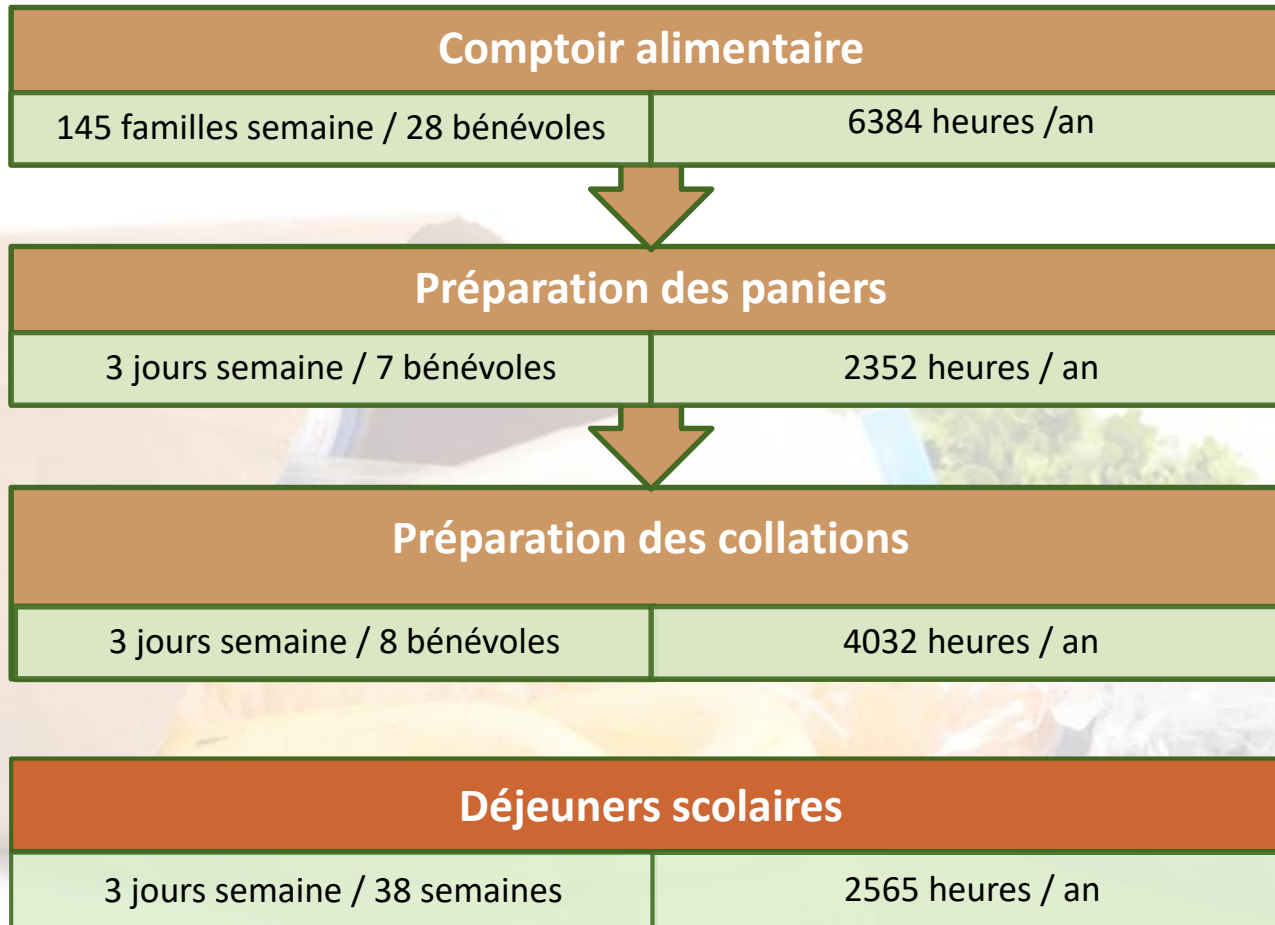 Comptoir alimentaire
145 familles semaine / 28 bénévoles
6384 heures /an
Préparation des paniers
3 jours semaine / 7 bénévoles
2352 heures / an
Préparation des collations
3 jours semaine / 8 bénévoles
4032 heures / an
Déjeuners scolaires
3 jours semaine / 38 semaines
2565 heures / an